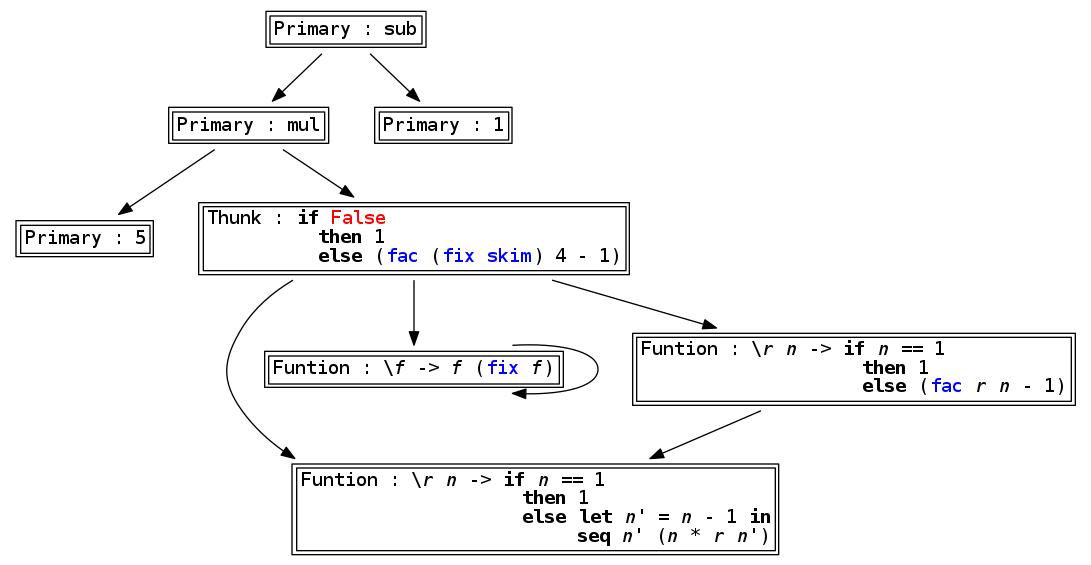 Primary : sub
Primary : mul
Primary : 1
Primary : 5
Thunk : if False
then 1
else (fac (fix skim) 4 - 1)
Funtion : \f -> f (fix f)
Funtion : \r n -> if n == 1
then 1
else (fac r n - 1)
Funtion : \r n -> if n == 1
then 1
else let n' = n - 1 in
seq n' (n * r n')